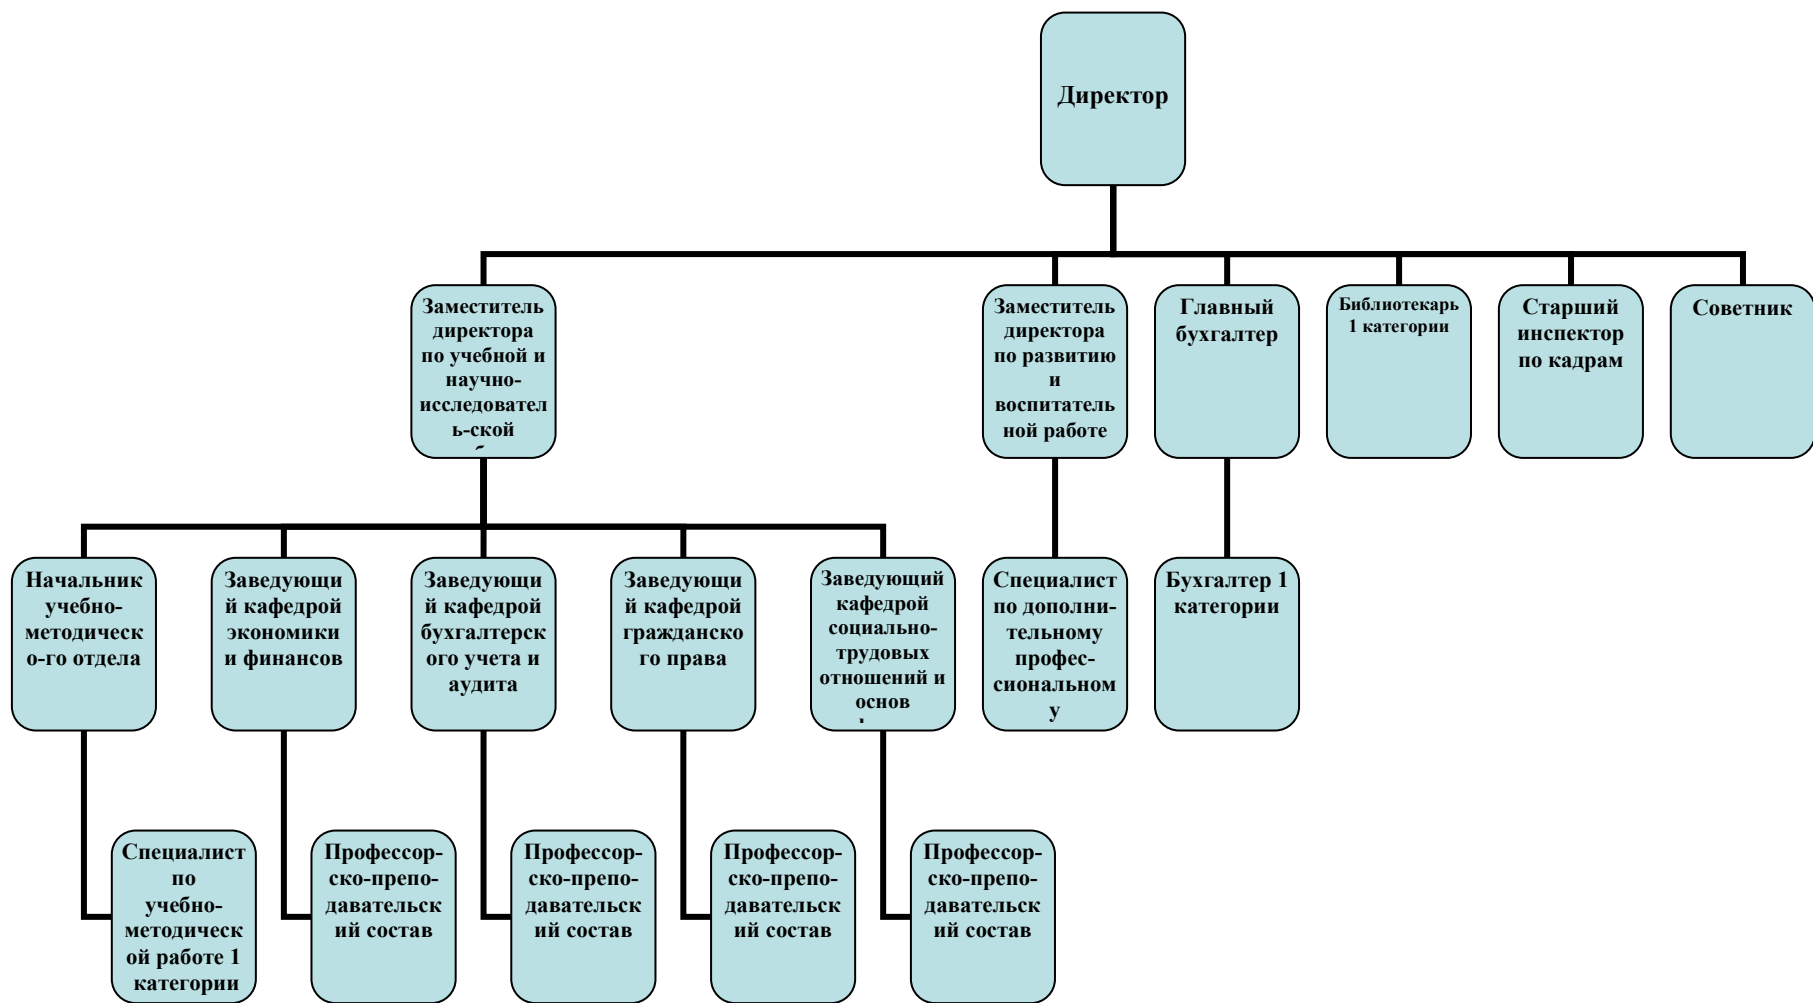 Директор
Заместитель
директора
по учебной и
научно-
исследовател
ь-ской
Заместитель
директора
по развитию
и
воспитатель
ной работе
Главный
бухгалтер
Библиотекарь
1 категории
Старший
инспектор
по кадрам
Советник
Начальник
учебно-
методическ
о-го отдела
Заведующи
й кафедрой
экономики
и финансов
Заведующи
й кафедрой
бухгалтерск
ого учета и
аудита
Заведующи
й кафедрой
гражданско
го права
Заведующий
кафедрой
социально-
трудовых
отношений и
основ
Специалист
по дополни-
тельному
профес-
сиональном
у
Бухгалтер 1
категории
Специалист
по
учебно-
методическ
ой работе 1
категории
Профессор-
ско-препо-
давательск
ий состав
Профессор-
ско-препо-
давательск
ий состав
Профессор-
ско-препо-
давательск
ий состав
Профессор-
ско-препо-
давательск
ий состав